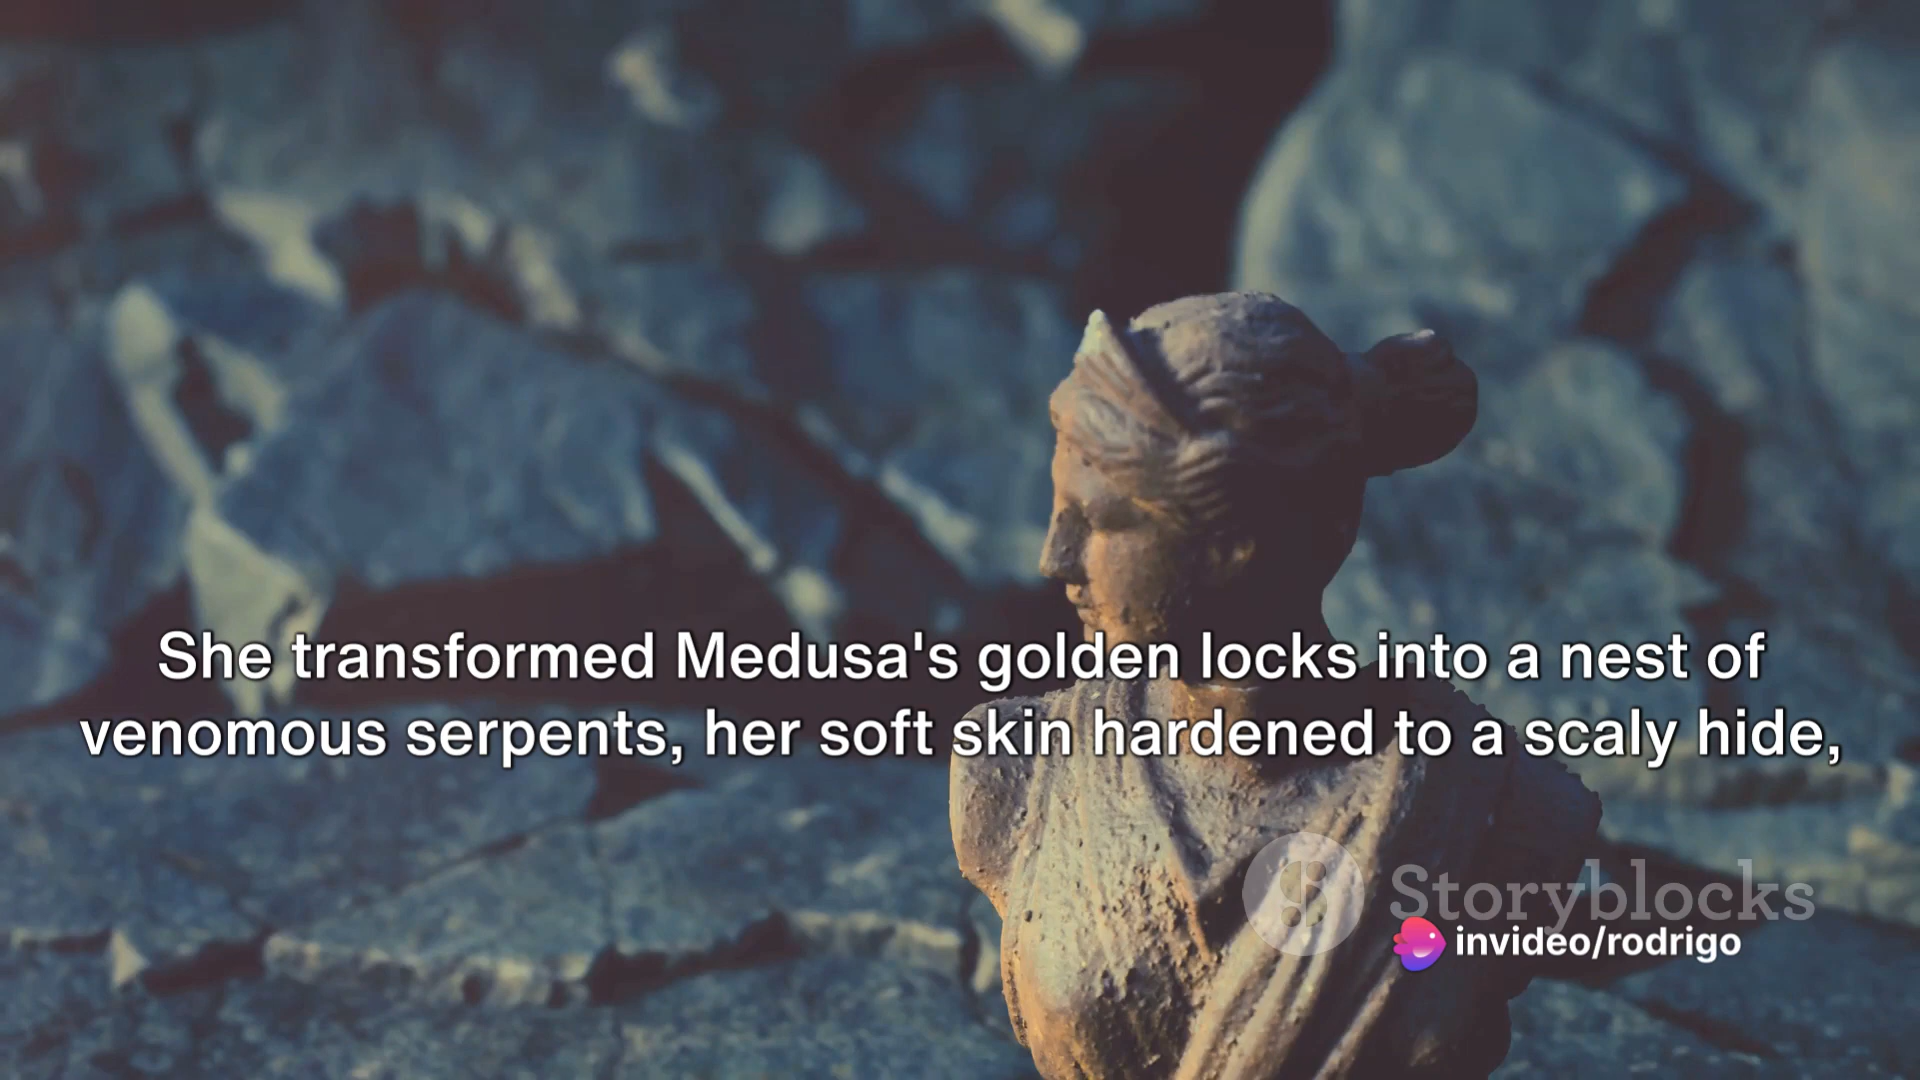 She transformed Medusa's golden locks into a nest of
venomous serpents, her soft skin hardened to a scaly hide,
Storyblocks
invideo/rodrigo